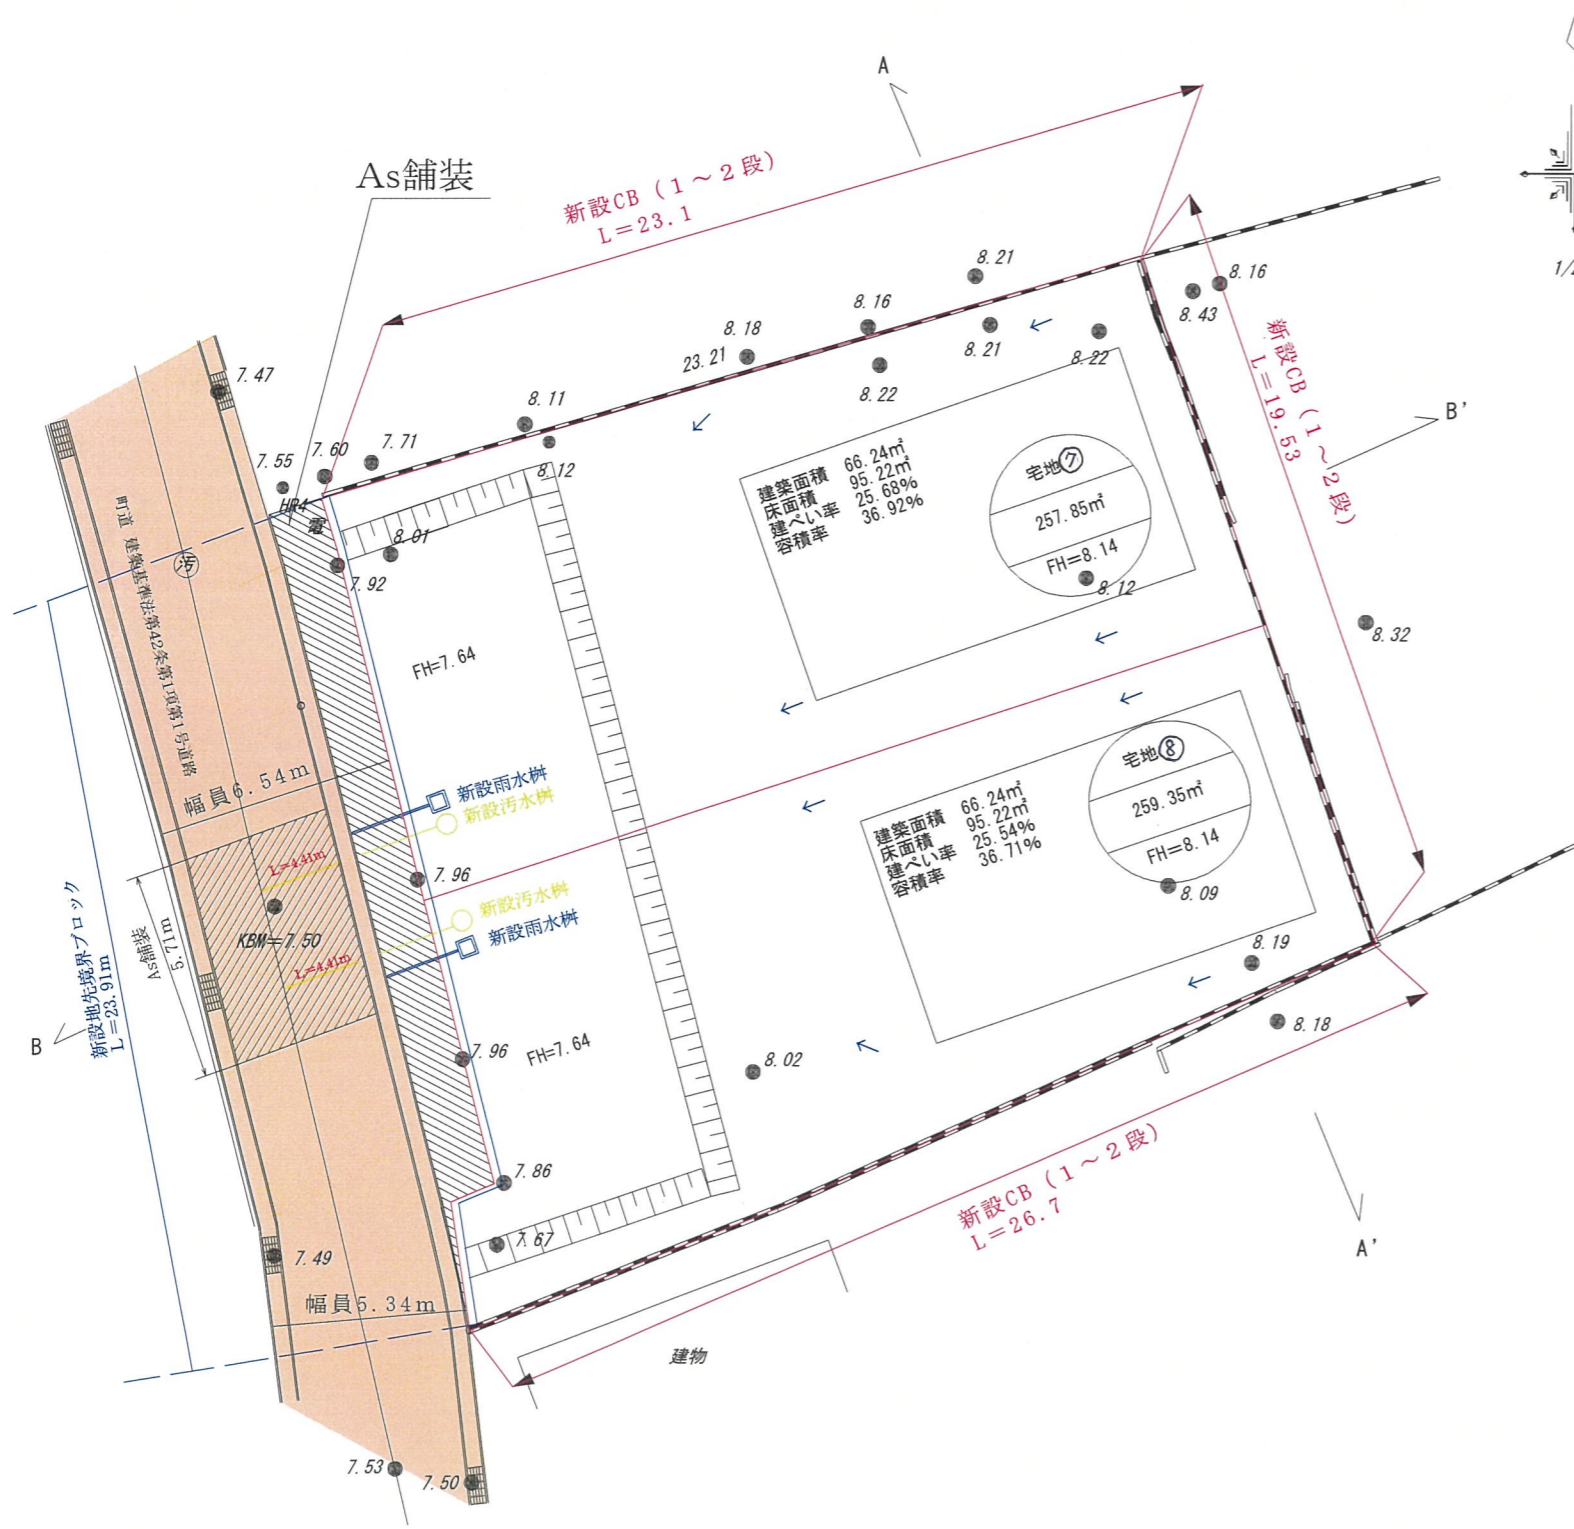 A
As舗装
新設CB（1～2段）
L=23.1
8.21
8.16
8.16
8.43
1/2
8.18
23.21
8.21
8.22
8.22
新設CB（1～2段）
L=19.53
7.47
8.11
7.60
7.71
7.55
8.12
HR4
電
8.01
7.92
建築面積 66.24㎡
床面積 95.22㎡
建ぺい率 25.68%
容積率 36.92%
宅地⑦
257.85㎡
FH=8.14
8.12
B'
町道 建築基準法第42条第1項第1号道路
汚
FH=7.64
8.32
幅員6.54m
新設雨水桝
新設汚水桝
L=4.41m
7.96
建築面積 66.24㎡
床面積 95.22㎡
建ぺい率 25.54%
容積率 36.71%
宅地⑧
259.35㎡
FH=8.14
8.09
新設汚水桝
新設雨水桝
KBM=7.50
L=4.41m
As舗装
5.71m
新設地先境界ブロック
L=23.91m
B
8.19
8.18
7.96
FH=7.64
8.02
7.86
7.67
新設CB（1～2段）
L=26.7
A'
7.49
幅員5.34m
建物
7.53
7.50